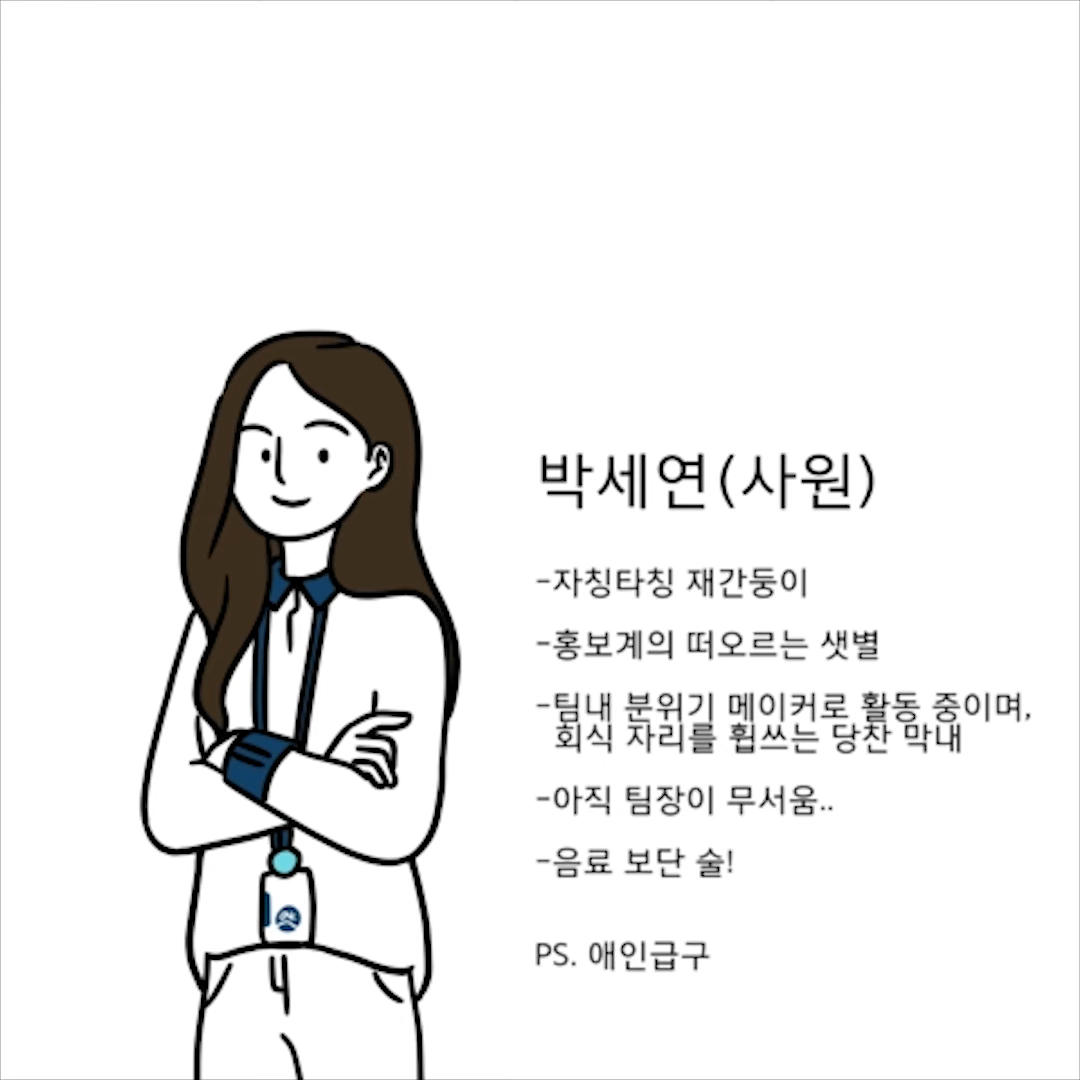 박세연(사원)
-자칭타칭 재간둥이
-홍보계의 떠오르는 샛별
-팀내 분위기 메이커로 활동 중이며,
회식 자리를 휩쓰는 당찬 막내
-아직 팀장이 무서움..
-음료 보단 술!
PS. 애인급구